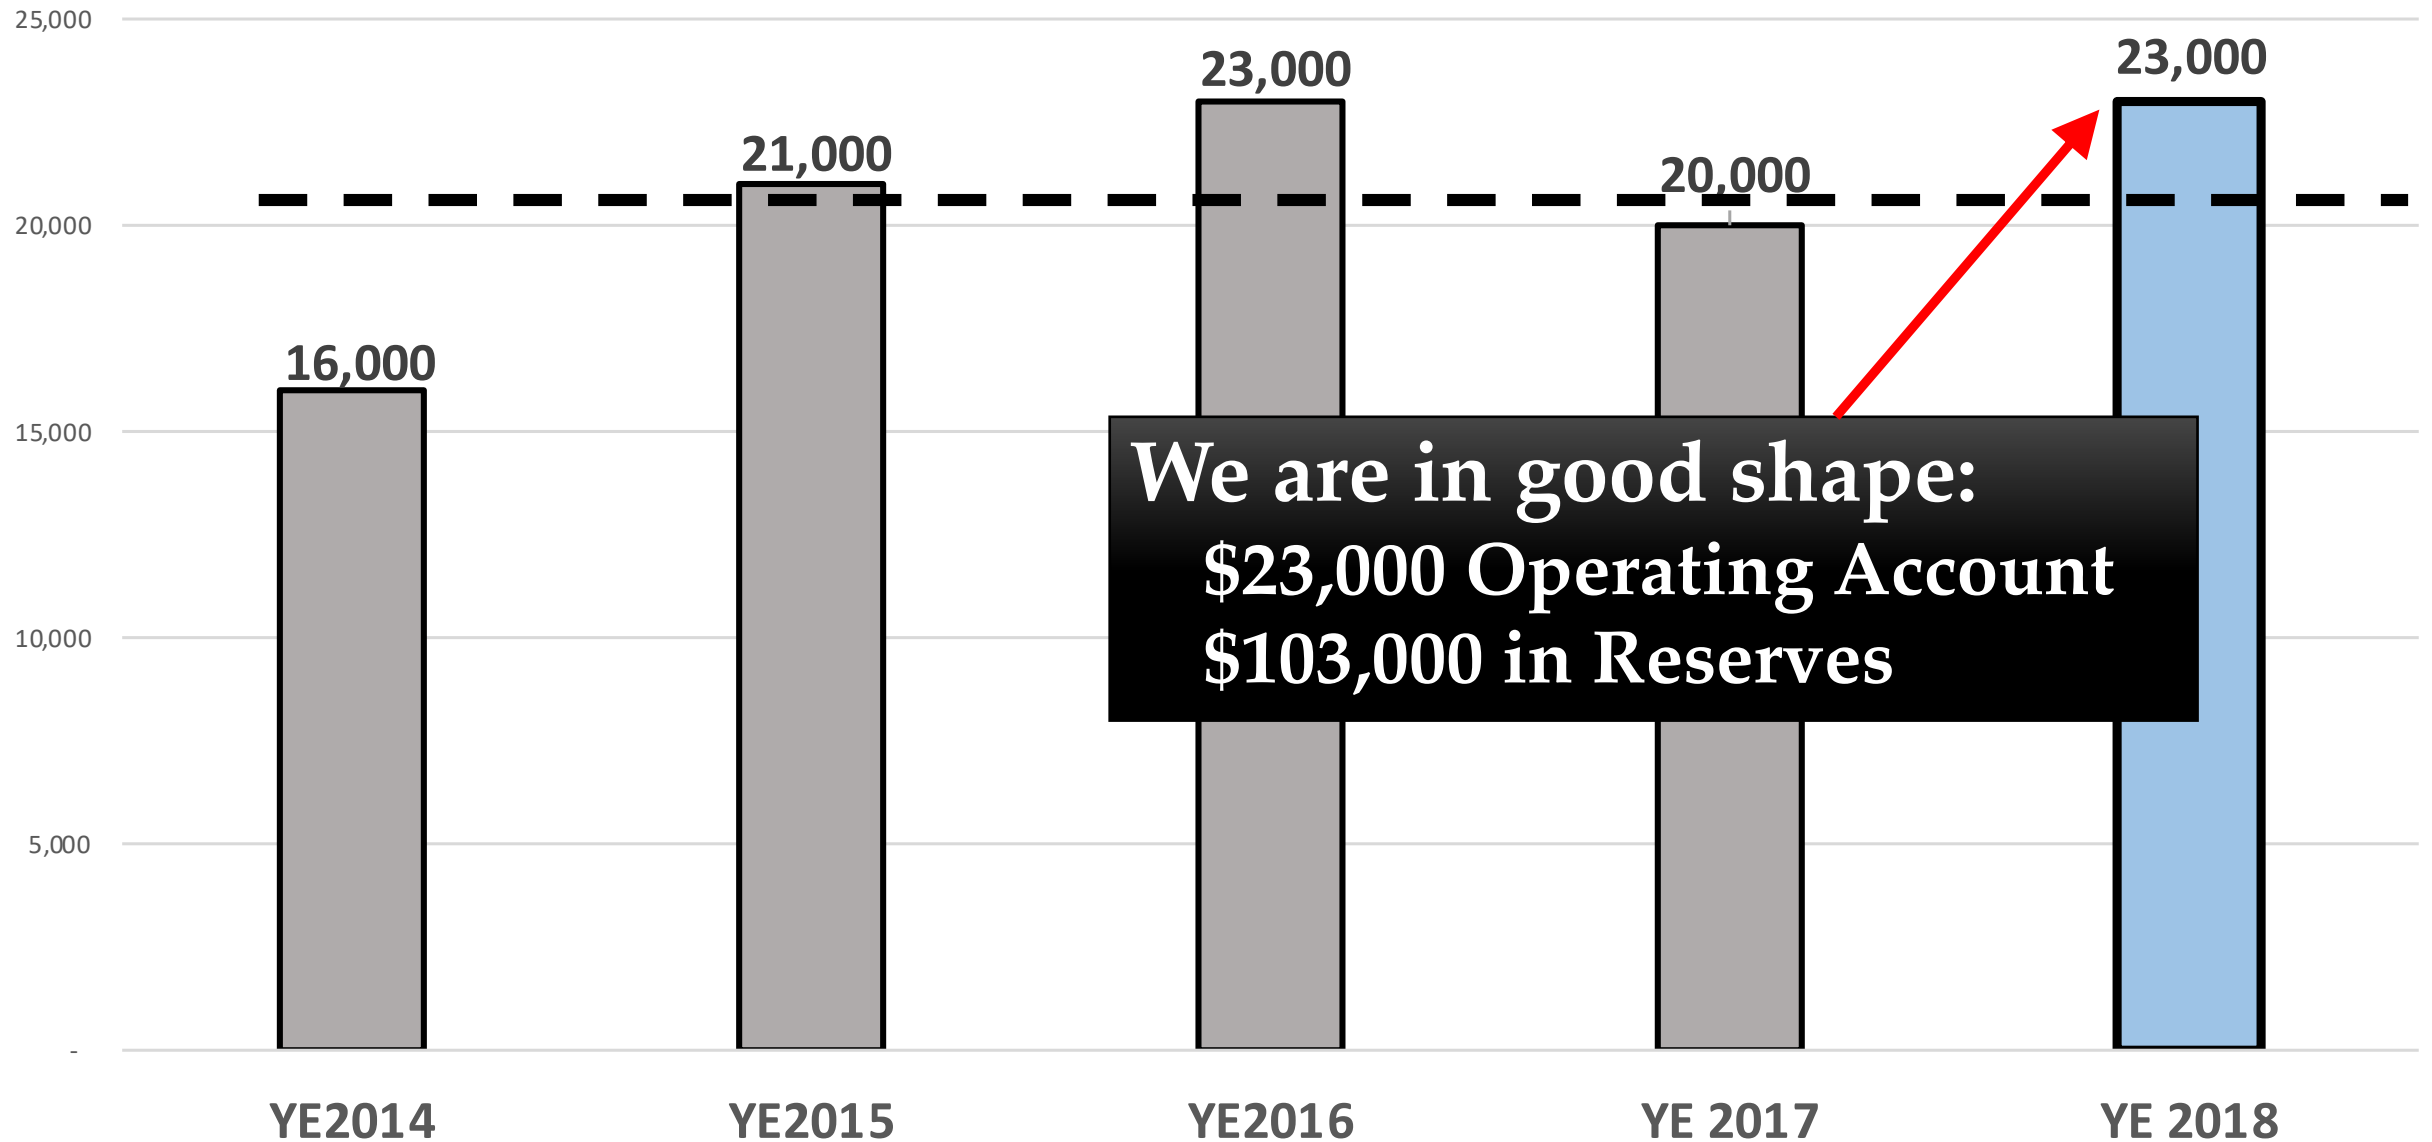 25,000
23,000
23,000
21,000
20,000
20,000
16,000
15,000
We are in good shape:
$23,000 Operating Account
$103,000 in Reserves
10,000
5,000
-
YE2014 YE2015 YE2016 YE 2017 YE 2018